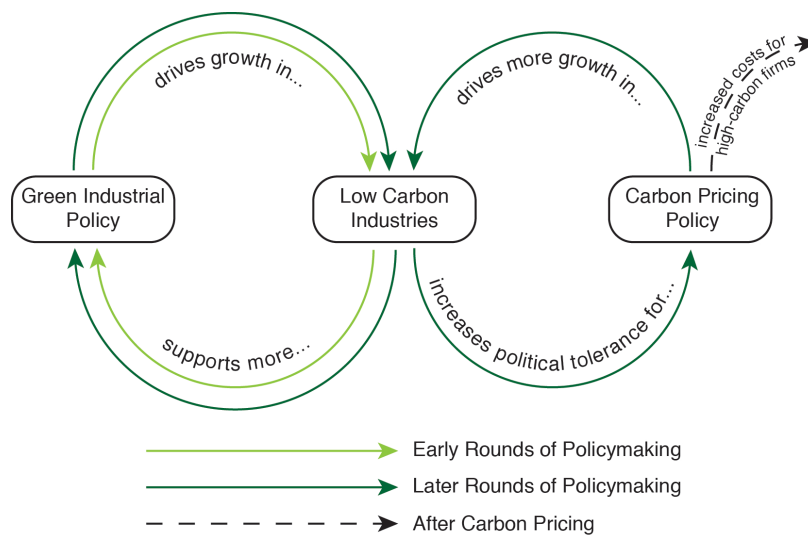 drives growth in...
drives more growth in...
increased costs for
high-carbon firms
Green Industrial
Policy
Low Carbon
Industries
Carbon Pricing
Policy
supports more...
increases political tolerance for...
Early Rounds of Policymaking
Later Rounds of Policymaking
After Carbon Pricing